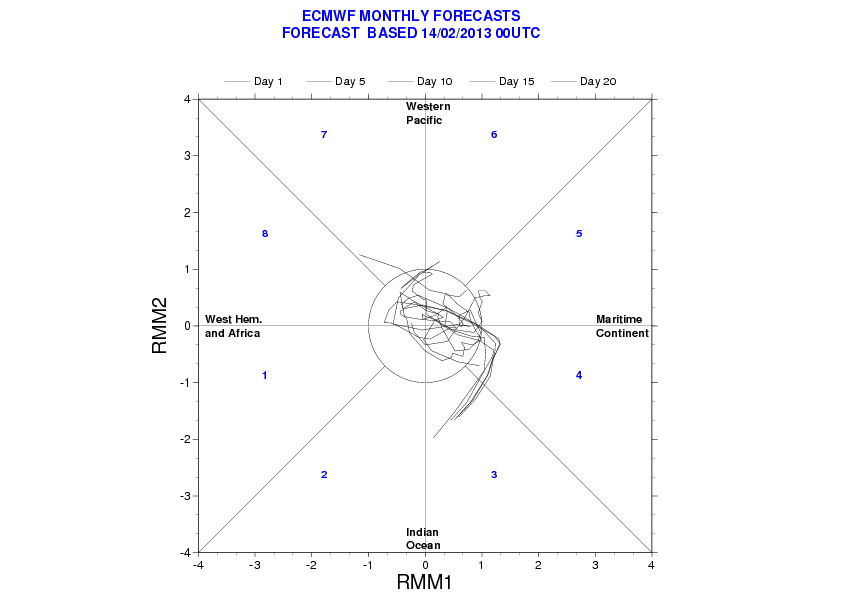 ECMWF MONTHLY FORECASTS
FORECAST BASED 14/02/2013 00UTC
Day 1 Day 5 Day 10 Day 15 Day 20
Western
Pacific
7 6
8 5
West Hem.
and Africa
Maritime
Continent
1 4
2 3
Indian
Ocean
4
3
2
1
0
-1
-2
-3
-4
-4 -3 -2 -1 0 1 2 3 4
RMM2
RMM1